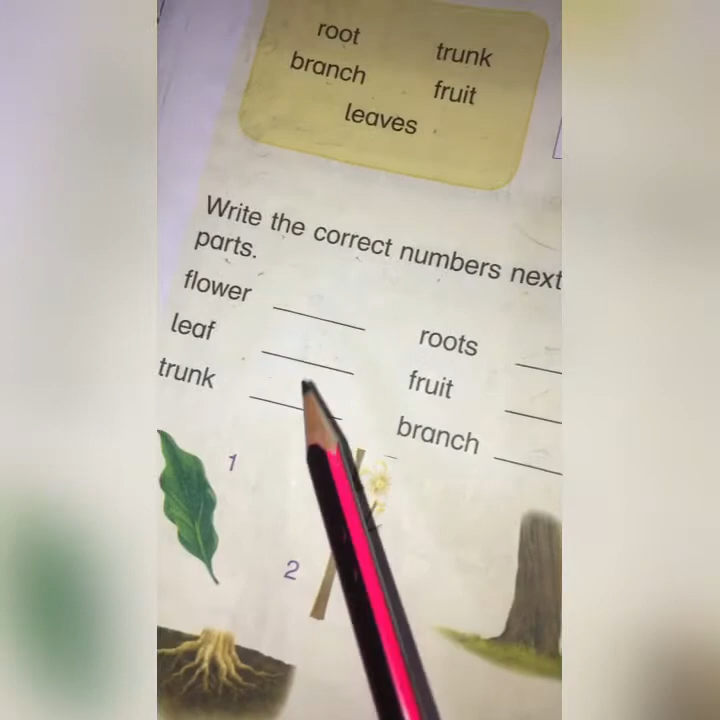 root trunk
branch fruit
leaves
Write the correct numbers next
parts.
flower roots
leaf fruit
trunk branch
1
2